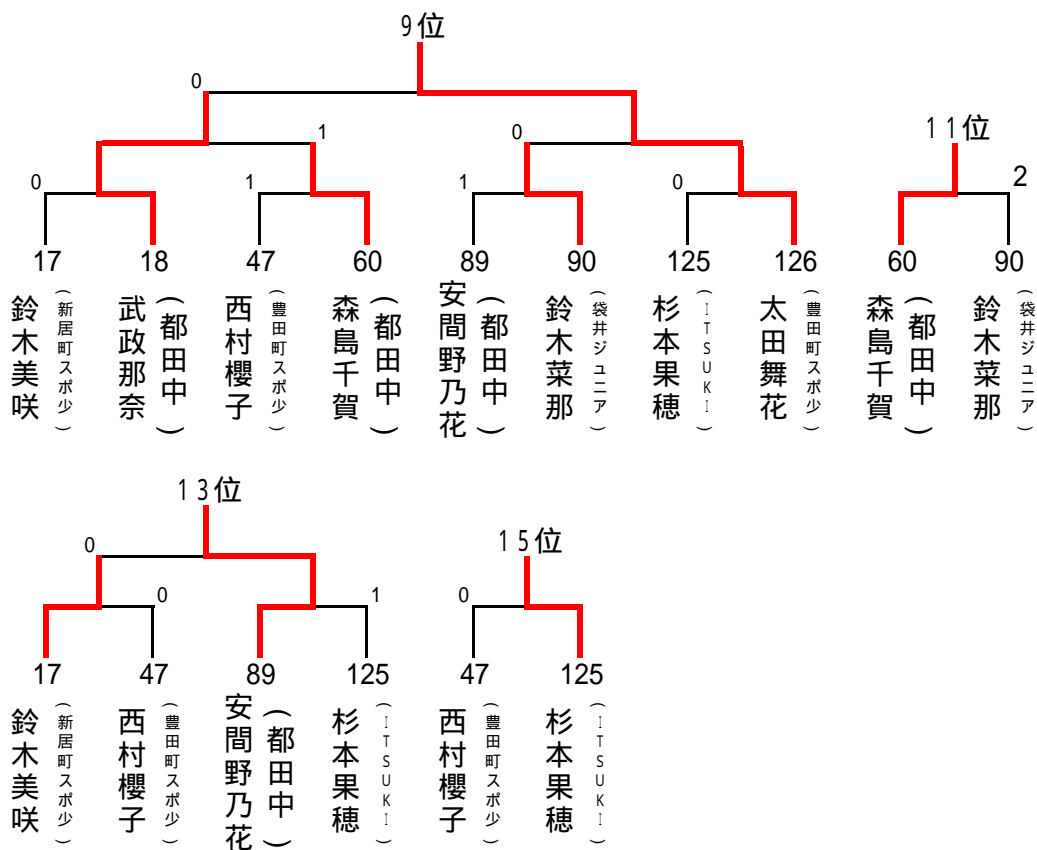 9位
0
1
0
11位
0
1
1
0
2
17
18
47
60
89
90
125
126
60
90
鈴木美咲
(新居町スポ少)
武政那奈
(都田中)
西村櫻子
(豊田町スポ少)
森島千賀
(都田中)
安間野乃花
(都田中)
鈴木菜那
(袋井ジュニア)
杉本果穂
(ITSUKI)
太田舞花
(豊田町スポ少)
森島千賀
(都田中)
鈴木菜那
(袋井ジュニア)
13位
0
15位
0
1
0
17
47
89
125
47
125
鈴木美咲
(新居町スポ少)
西村櫻子
(豊田町スポ少)
安間野乃花
(都田中)
杉本果穂
(ITSUKI)
西村櫻子
(豊田町スポ少)
杉本果穂
(ITSUKI)